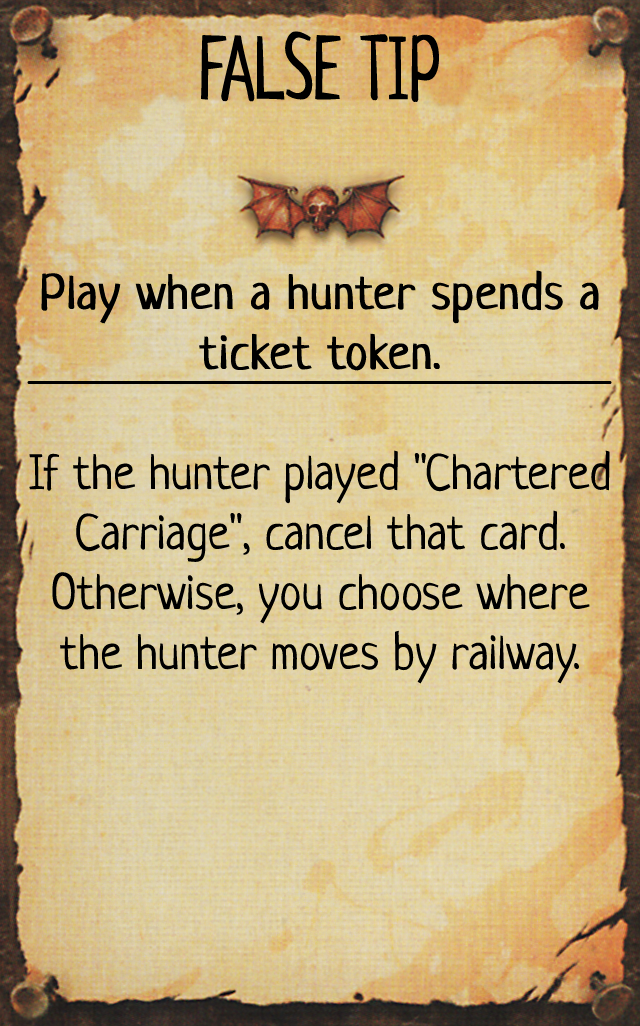 FALSE TIP
Play when a hunter spends a
ticket token.
If the hunter played "Chartered
Carriage", cancel that card.
Otherwise, you choose where
the hunter moves by railway.